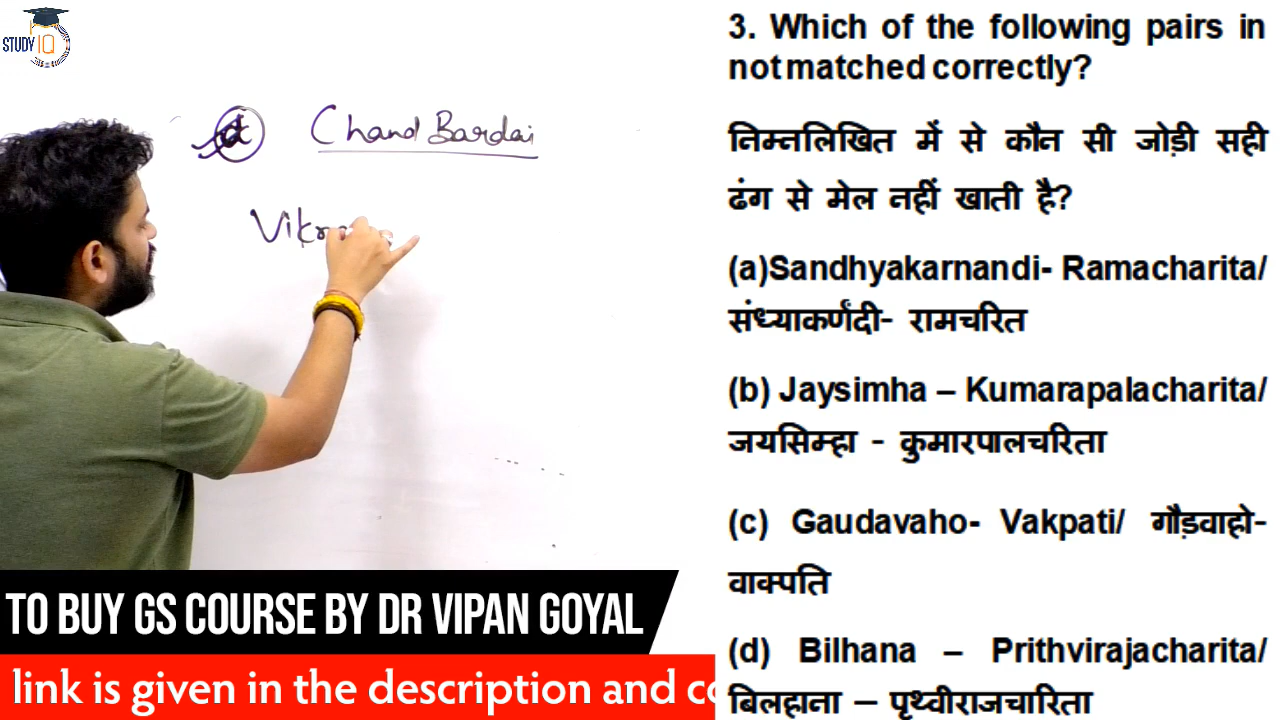 STUDY IQ
d Chand Bardai
Vikra
3. Which of the following pairs in
not matched correctly?
निम्नलिखित में से कौन सी जोड़ी सही
ढंग से मेल नहीं खाती है?
(a)Sandhyakarnandi- Ramacharita/
संध्याकर्णंदी- रामचरित
(b) Jaysimha – Kumarapalacharita/
जयसिम्हा - कुमारपालचरिता
(c) Gaudavaho- Vakpati/ गौड़वाहो-
वाक्पति
(d) Bilhana – Prithvirajacharita/
बिलहाना – पृथ्वीराजचारिता
TO BUY GS COURSE BY DR VIPAN GOYAL
link is given in the description and co